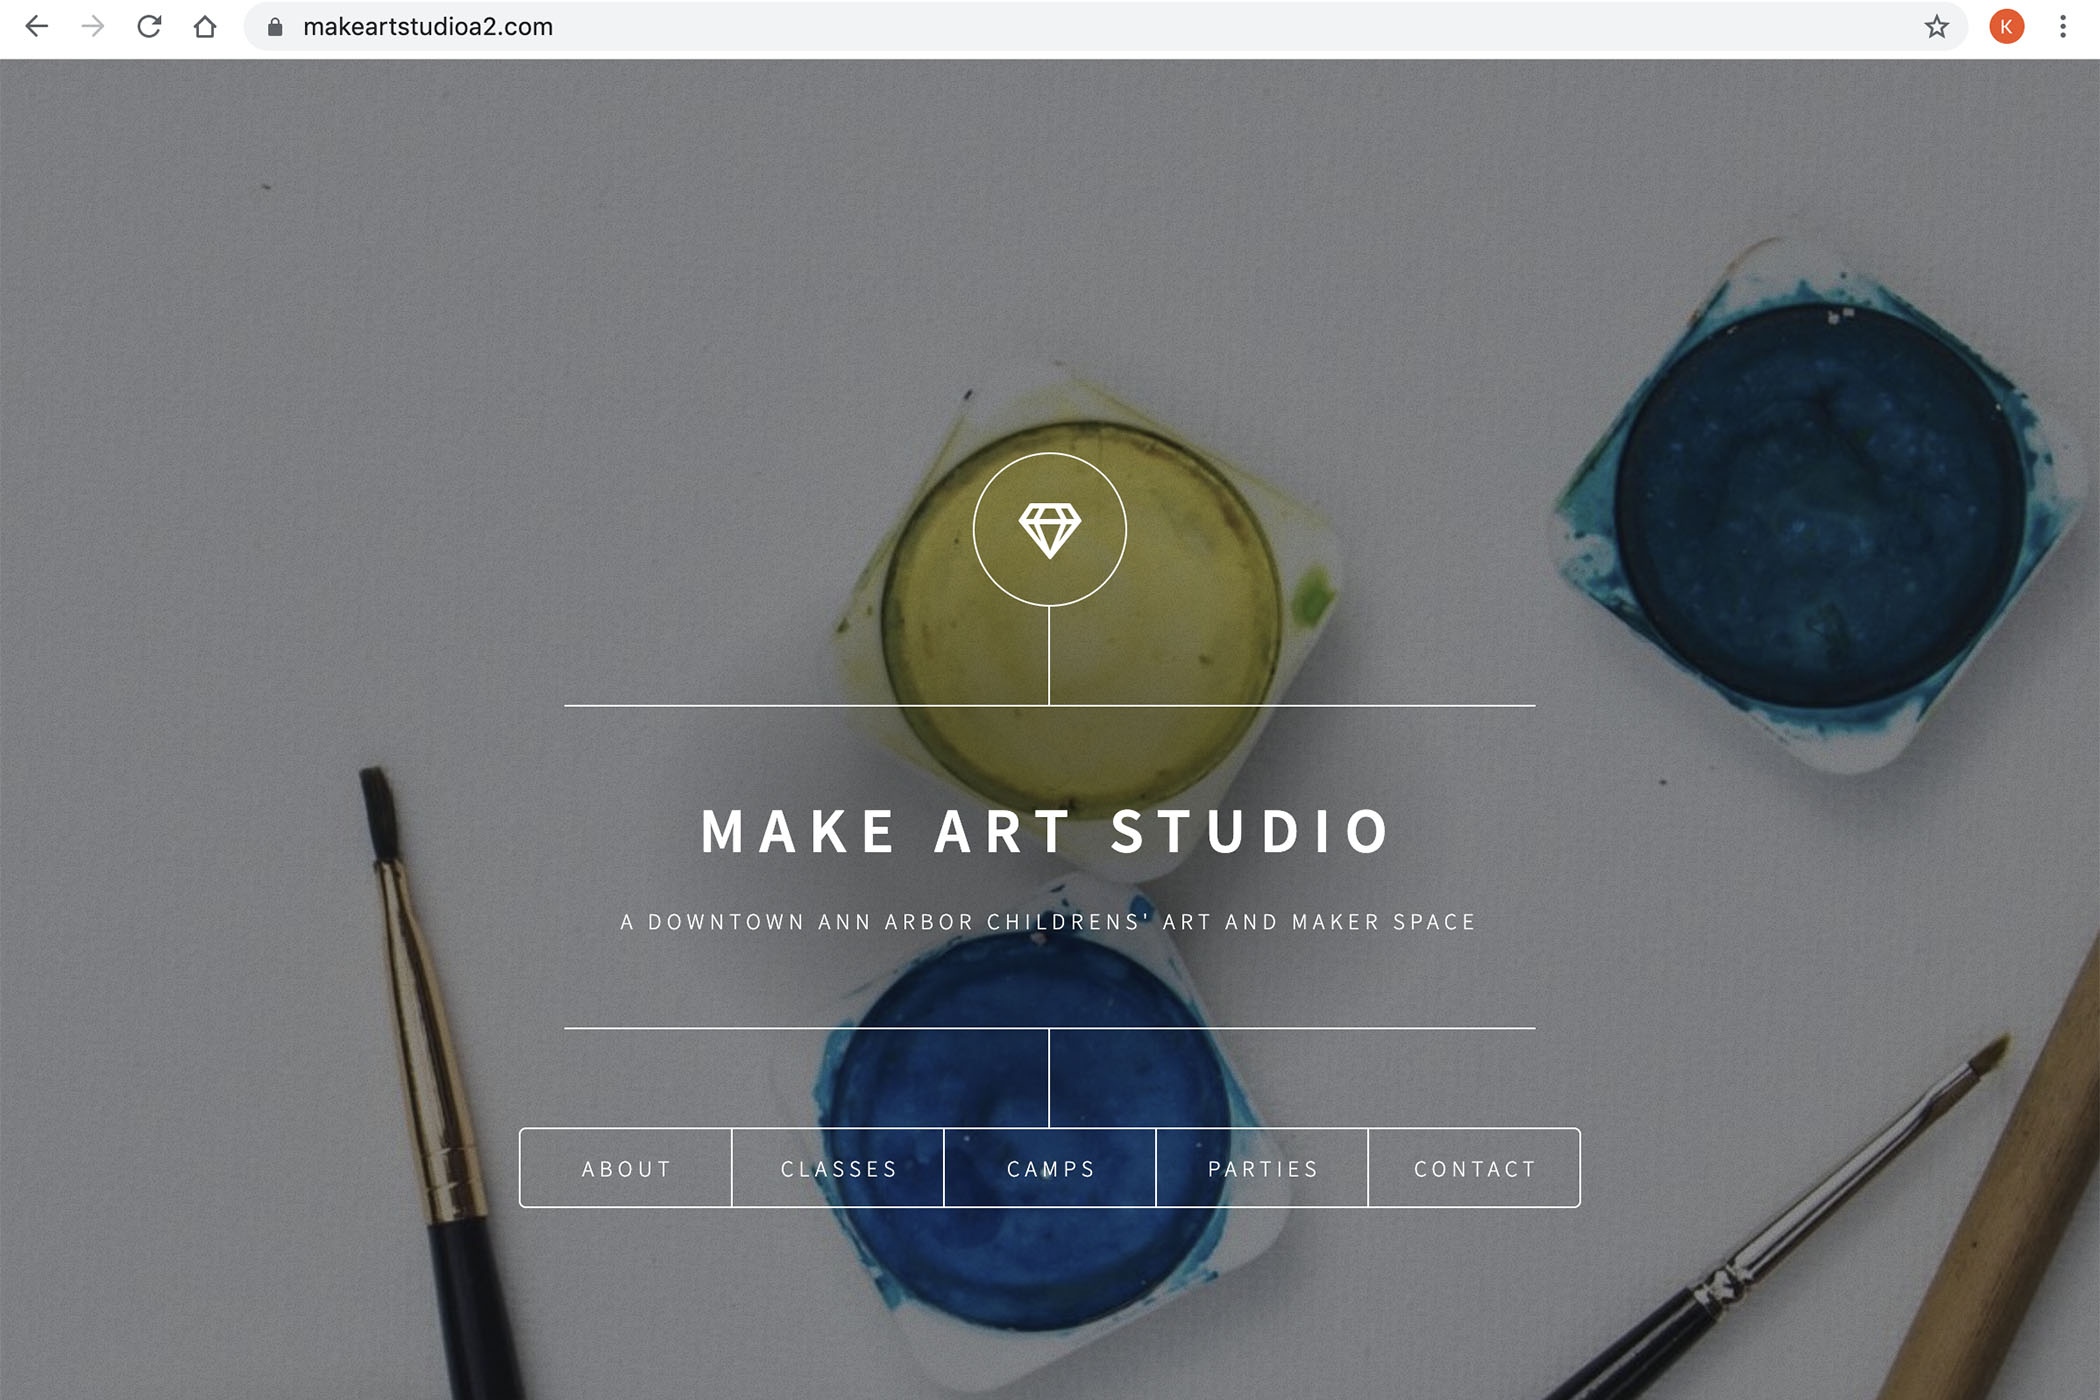 makeartstudioa2.com
K
MAKE ART STUDIO
A DOWNTOWN ANN ARBOR CHILDRENS' ART AND MAKER SPACE
ABOUT CLASSES CAMPS PARTIES CONTACT